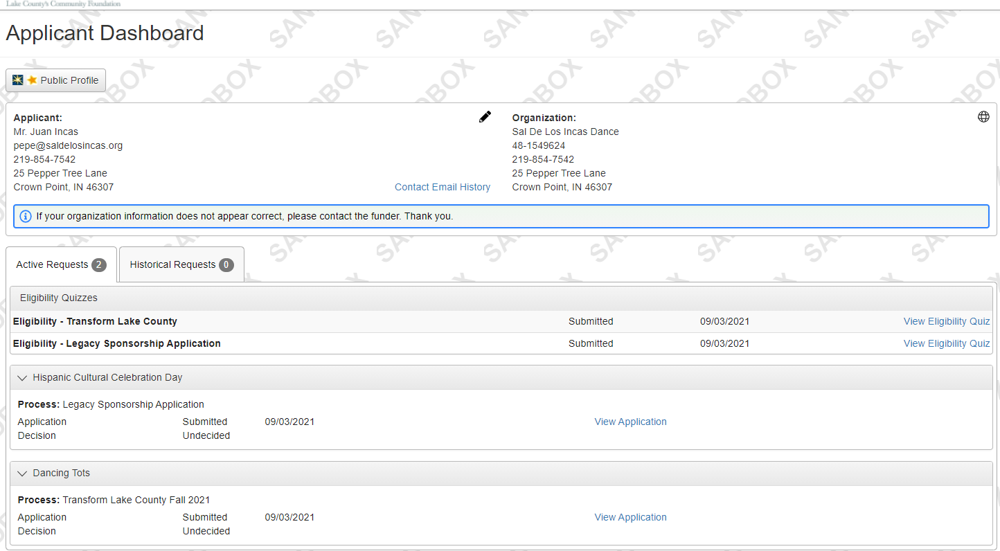 Lake County's Community Foundation
Applicant Dashboard
Public Profile
Applicant:
Mr. Juan Incas
pepe@saldelosincas.org
219-854-7542
25 Pepper Tree Lane
Crown Point, IN 46307
Contact Email History
Organization:
Sal De Los Incas Dance
48-1549624
219-854-7542
25 Pepper Tree Lane
Crown Point, IN 46307
If your organization information does not appear correct, please contact the funder. Thank you.
Active Requests 2 Historical Requests 0
Eligibility Quizzes
Eligibility - Transform Lake County Submitted 09/03/2021 View Eligibility Quiz
Eligibility - Legacy Sponsorship Application Submitted 09/03/2021 View Eligibility Quiz
Hispanic Cultural Celebration Day
Process: Legacy Sponsorship Application
Application Submitted 09/03/2021 View Application
Decision Undecided
Dancing Tots
Process: Transform Lake County Fall 2021
Application Submitted 09/03/2021 View Application
Decision Undecided